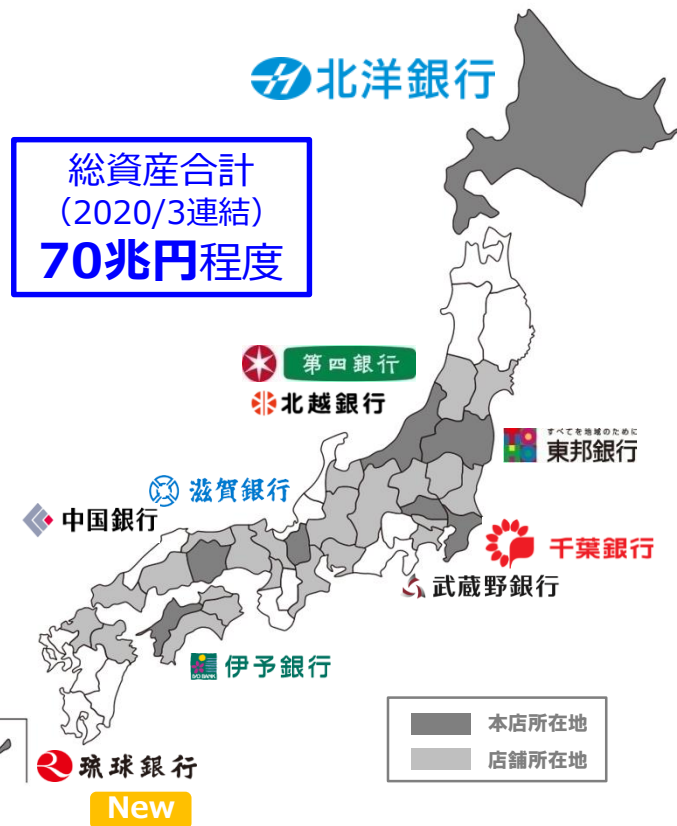 北洋銀行
総資産合計
（2020/3連結）
70兆円程度
第四銀行
北越銀行
すべてを地域のために
TOHO 東邦銀行
滋賀銀行
中国銀行
千葉銀行
武蔵野銀行
IYO BANK 伊予銀行
本店所在地
店舗所在地
琉球銀行
New